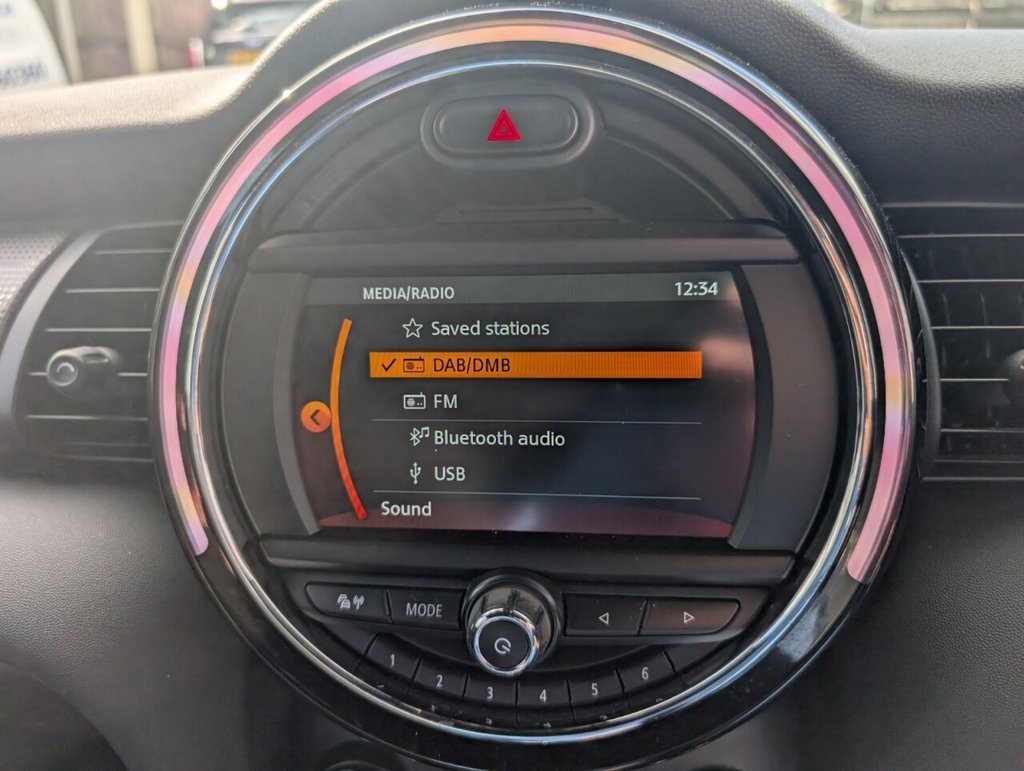 MEDIA/RADIO 12:34
Saved stations
DAB/DMB
FM
Bluetooth audio
USB
Sound
MODE
1 2 3 4 5 6